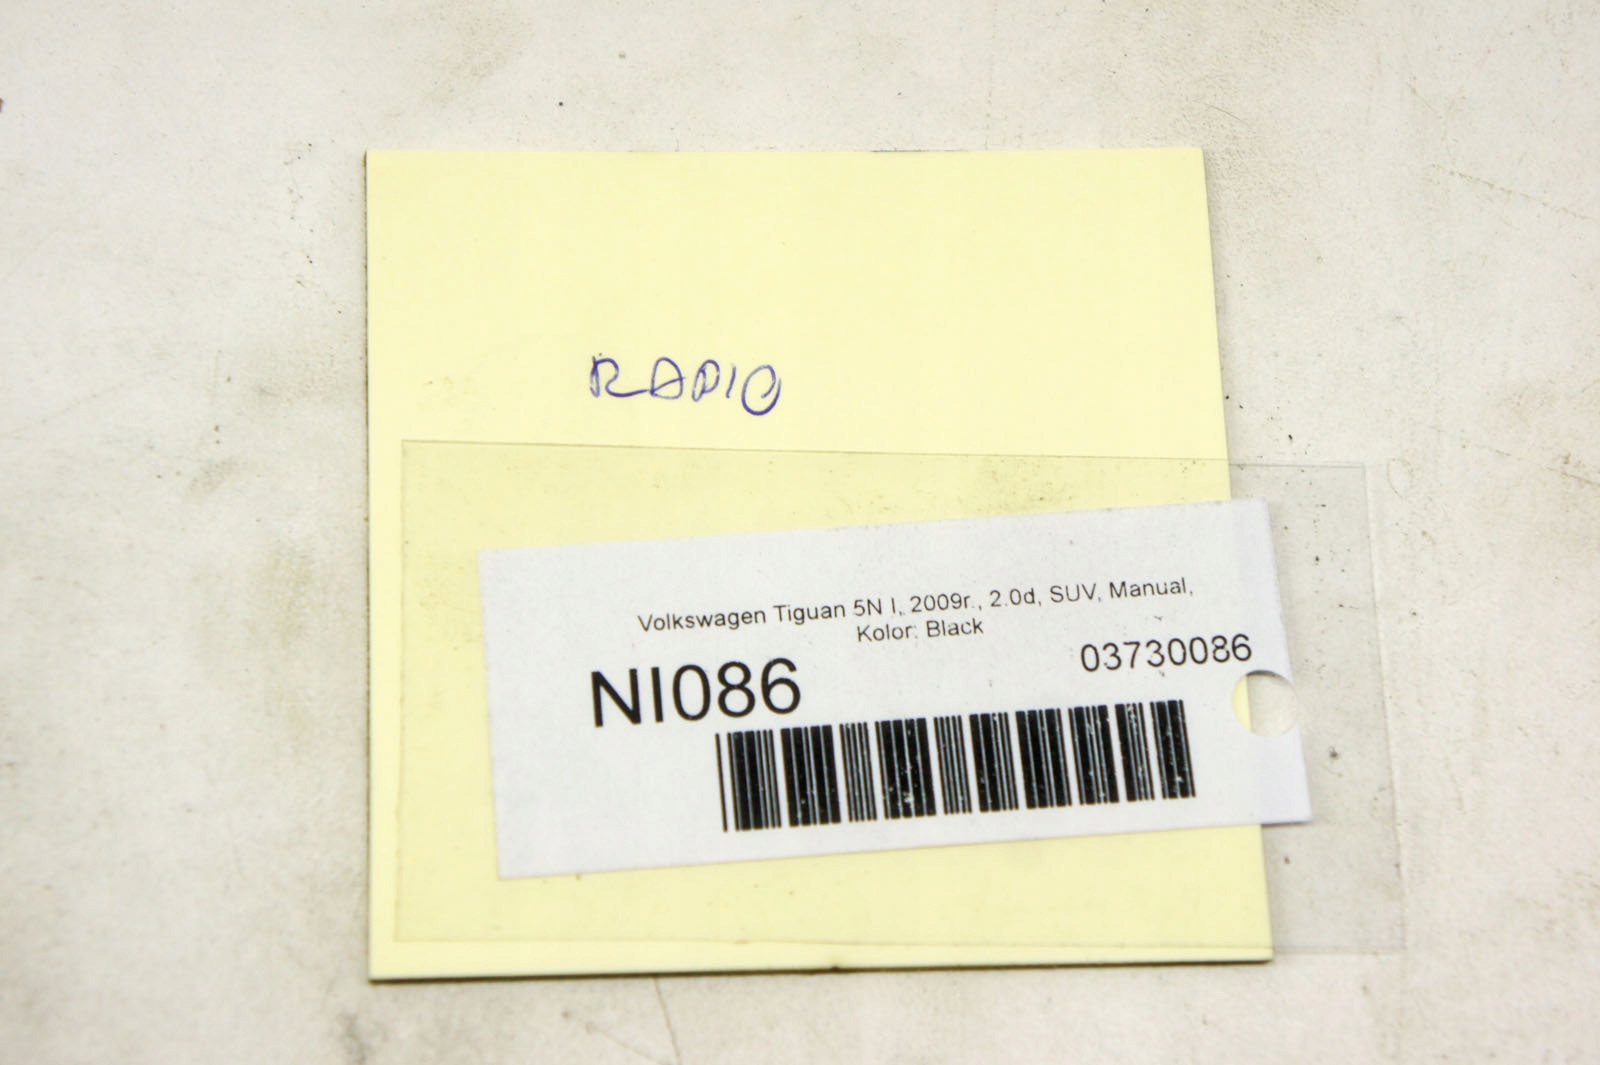 RADIO
Volkswagen Tiguan 5N I, 2009r., 2.0d, SUV, Manual,
Kolor: Black
03730086
NI086